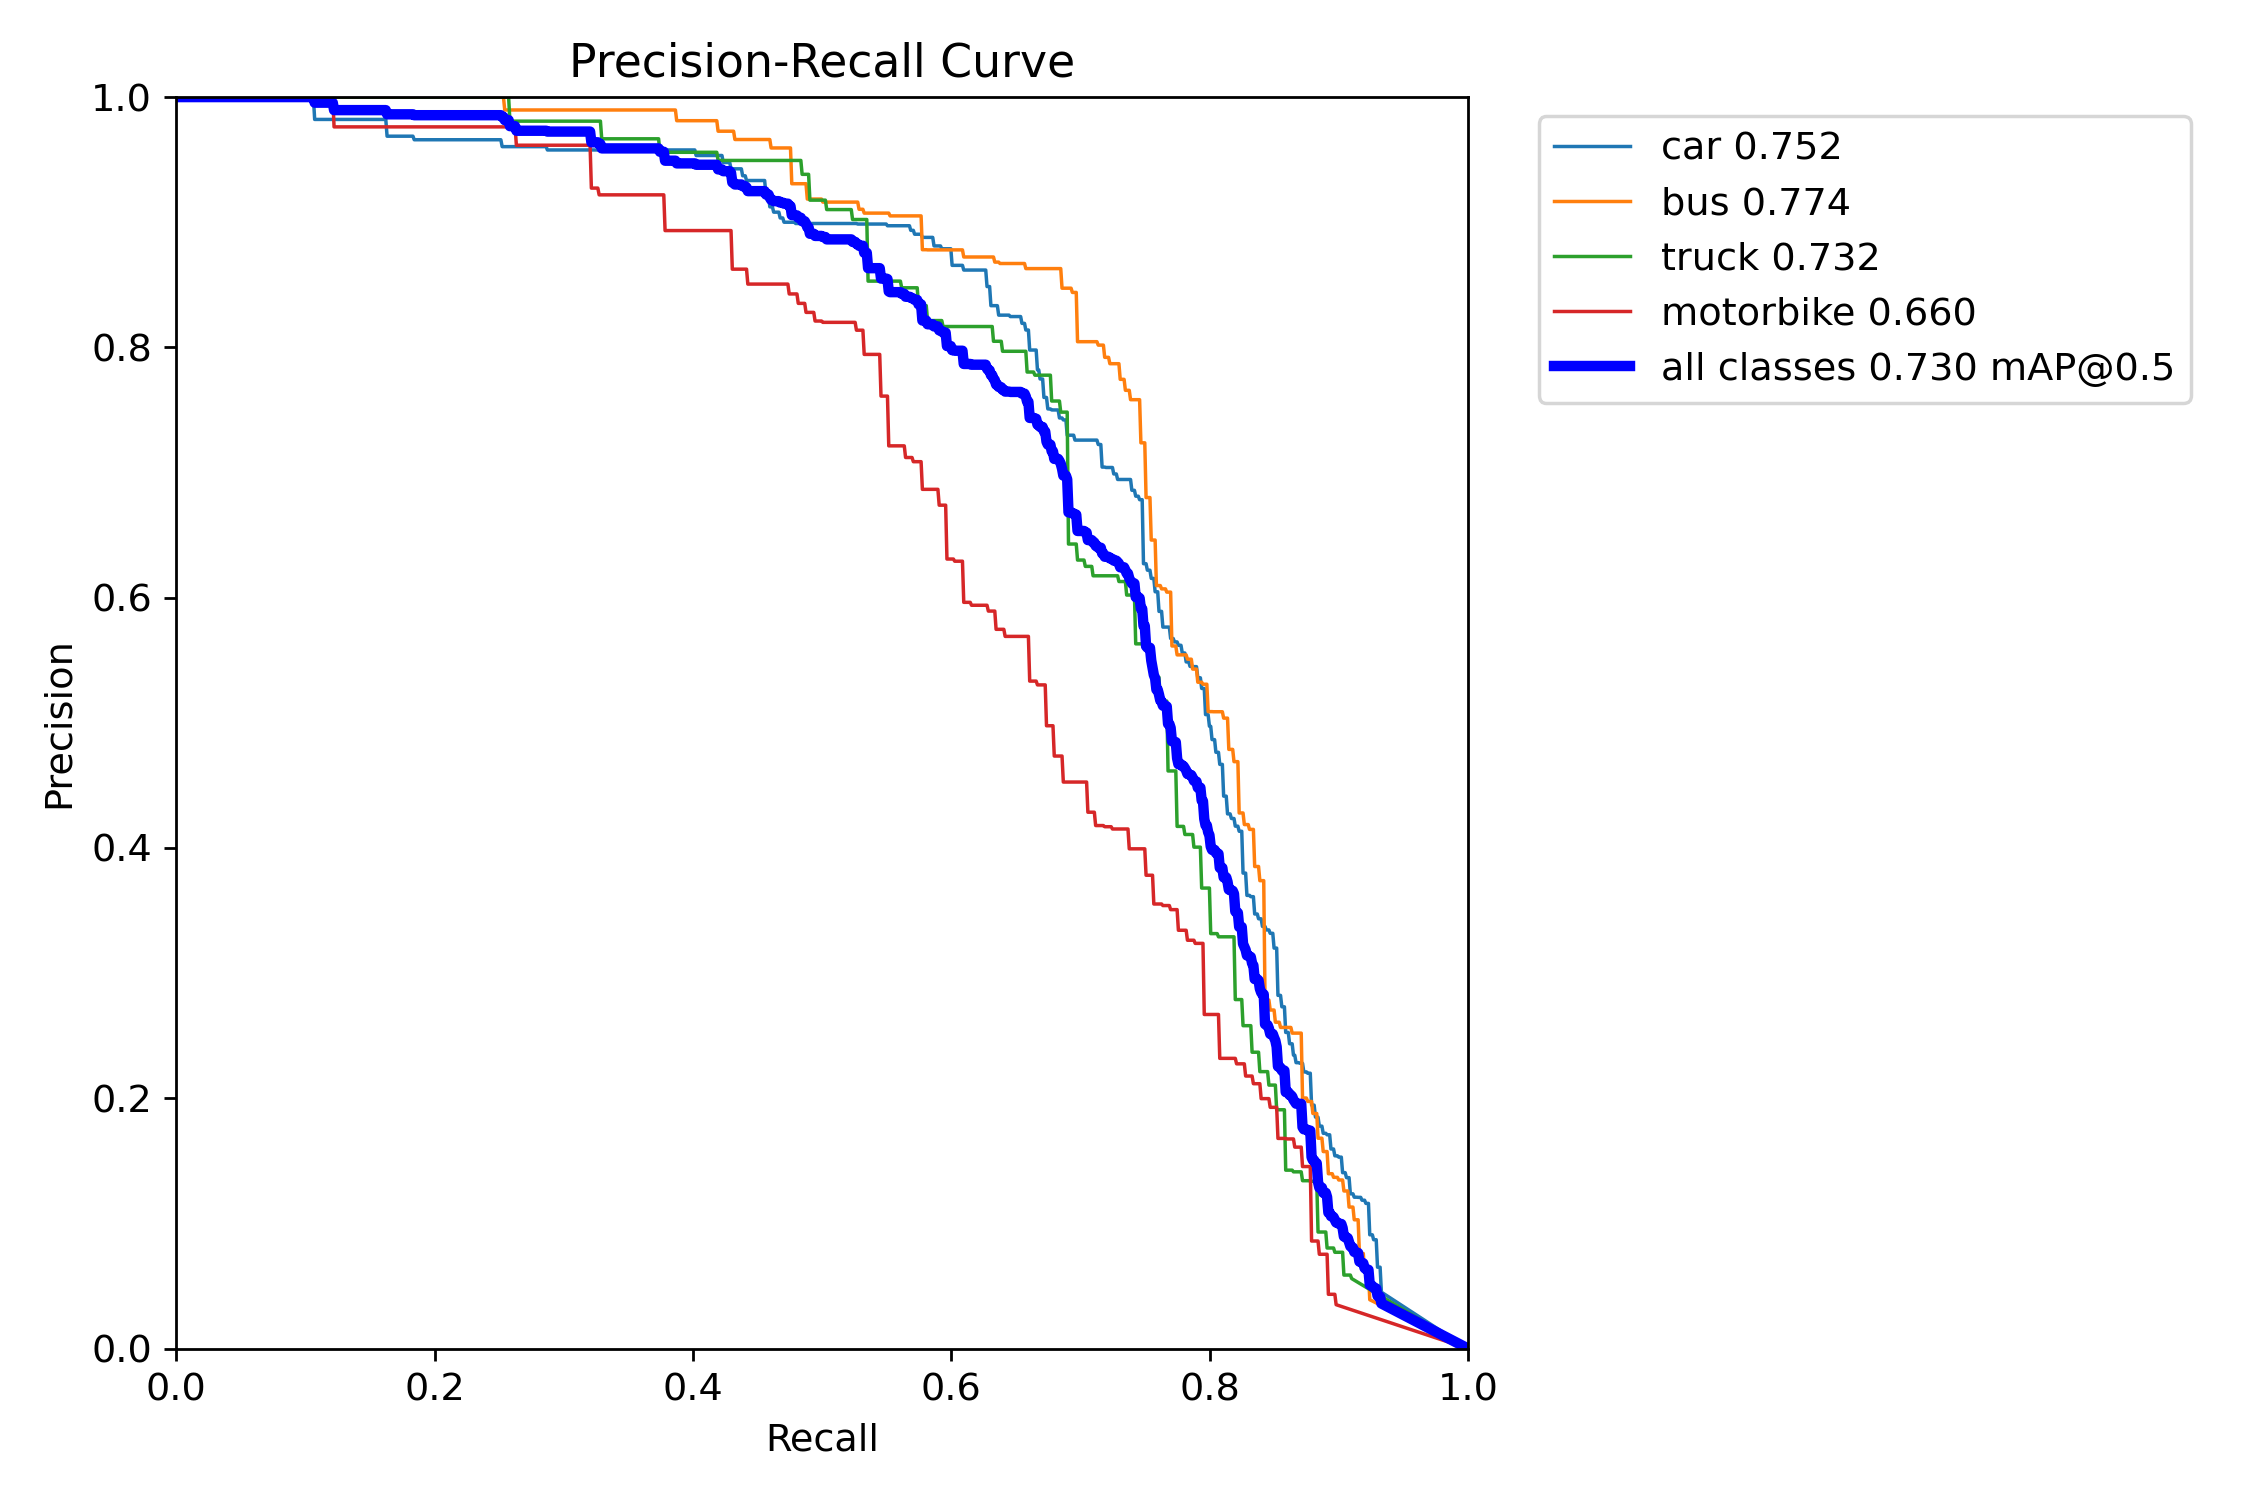 Precision-Recall Curve
1.0
0.8
0.6
0.4
0.2
0.0
Precision
0.0 0.2 0.4 0.6 0.8 1.0
Recall
car 0.752
bus 0.774
truck 0.732
motorbike 0.660
all classes 0.730 mAP@0.5